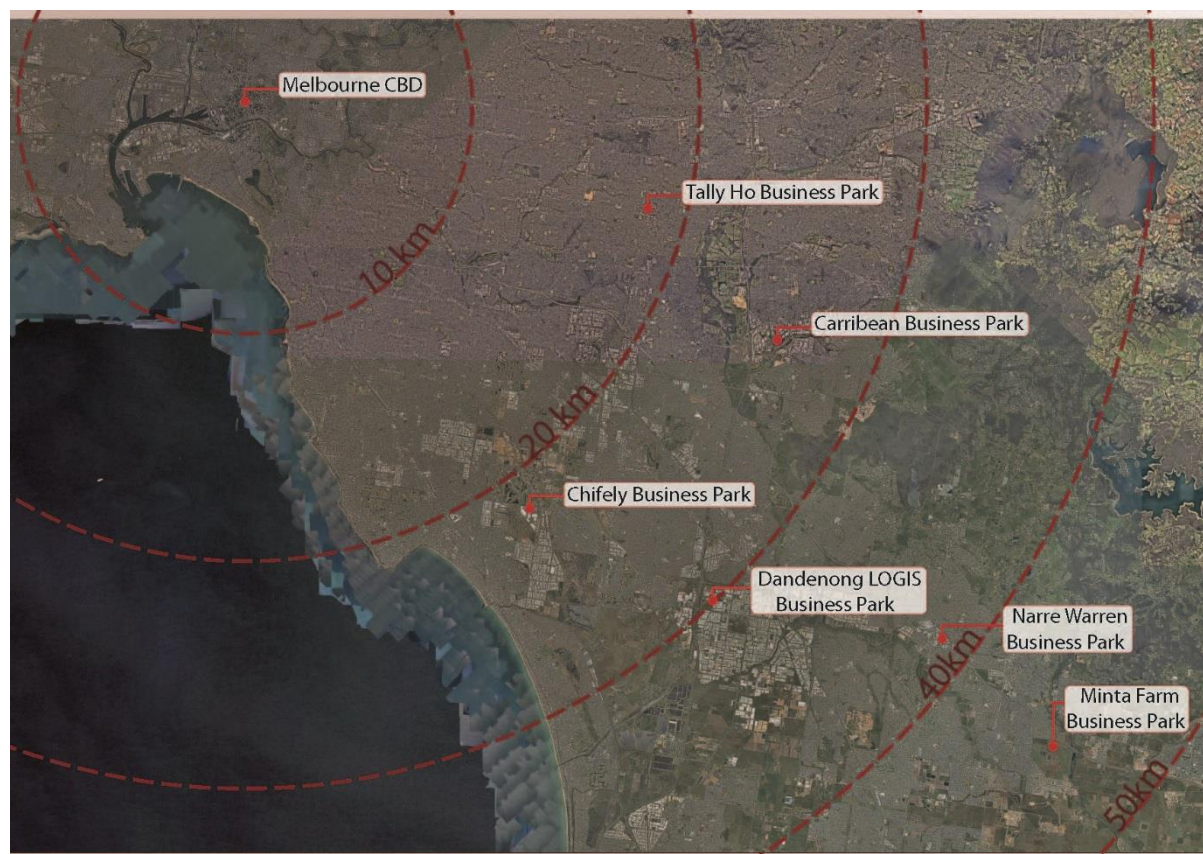 Melbourne CBD
Tally Ho Business Park
10 km
Carribean Business Park
20 km
Chifely Business Park
Dandenong LOGIS
Business Park
Narre Warren
Business Park
40km
Minta Farm
Business Park
50km